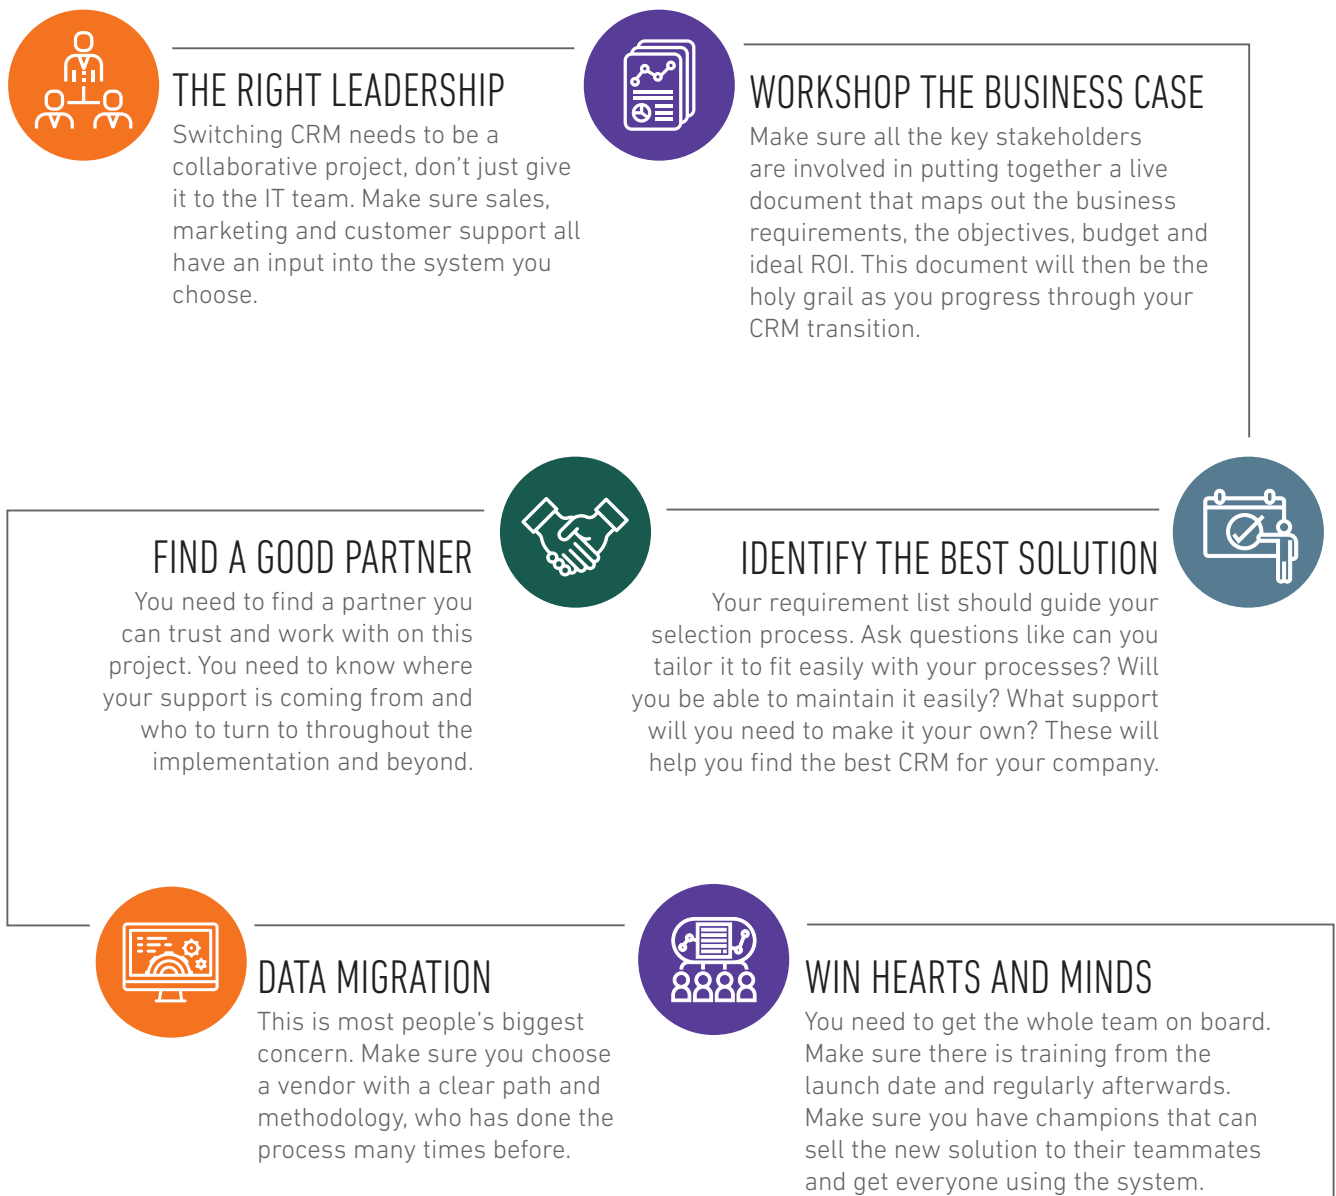 THE RIGHT LEADERSHIP
Switching CRM needs to be a
collaborative project, don't just give
it to the IT team. Make sure sales,
marketing and customer support all
have an input into the system you
choose.
WORKSHOP THE BUSINESS CASE
Make sure all the key stakeholders
are involved in putting together a live
document that maps out the business
requirements, the objectives, budget and
ideal ROI. This document will then be the
holy grail as you progress through your
CRM transition.
IDENTIFY THE BEST SOLUTION
Your requirement list should guide your
selection process. Ask questions like can you
tailor it to fit easily with your processes? Will
you be able to maintain it easily? What support
will you need to make it your own? These will
help you find the best CRM for your company.
FIND A GOOD PARTNER
You need to find a partner you
can trust and work with on this
project. You need to know where
your support is coming from and
who to turn to throughout the
implementation and beyond.
DATA MIGRATION
This is most people's biggest
concern. Make sure you choose
a vendor with a clear path and
methodology, who has done the
process many times before.
WIN HEARTS AND MINDS
You need to get the whole team on board.
Make sure there is training from the
launch date and regularly afterwards.
Make sure you have champions that can
sell the new solution to their teammates
and get everyone using the system.